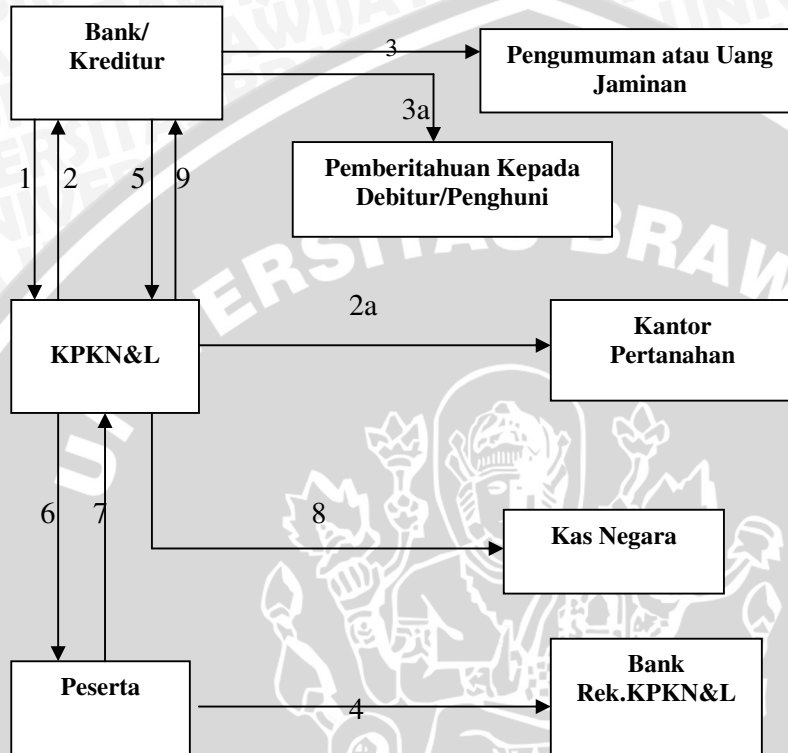 Bank/
Kreditur
3
Pengumuman atau Uang
Jaminan
3a
Pemberitahuan Kepada
Debitur/Penghuni
1
2
5
9
2a
KPKN&L
Kantor
Pertanahan
6
7
8
Kas Negara
Peserta
4
Bank
Rek.KPKN&L